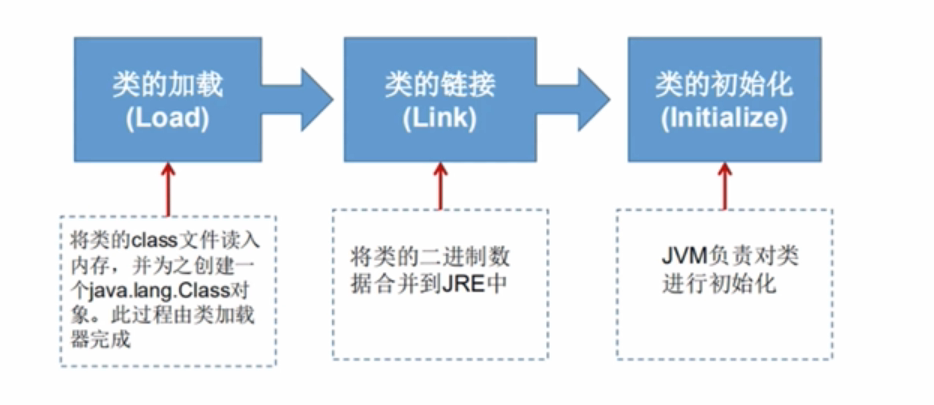 类的加载
(Load)
类的链接
(Link)
类的初始化
(Initialize)
将类的class文件读入
内存，并为之创建一
个java.lang.Class对
象。此过程由类加载
器完成
将类的二进制数
据合并到JRE中
JVM负责对类
进行初始化